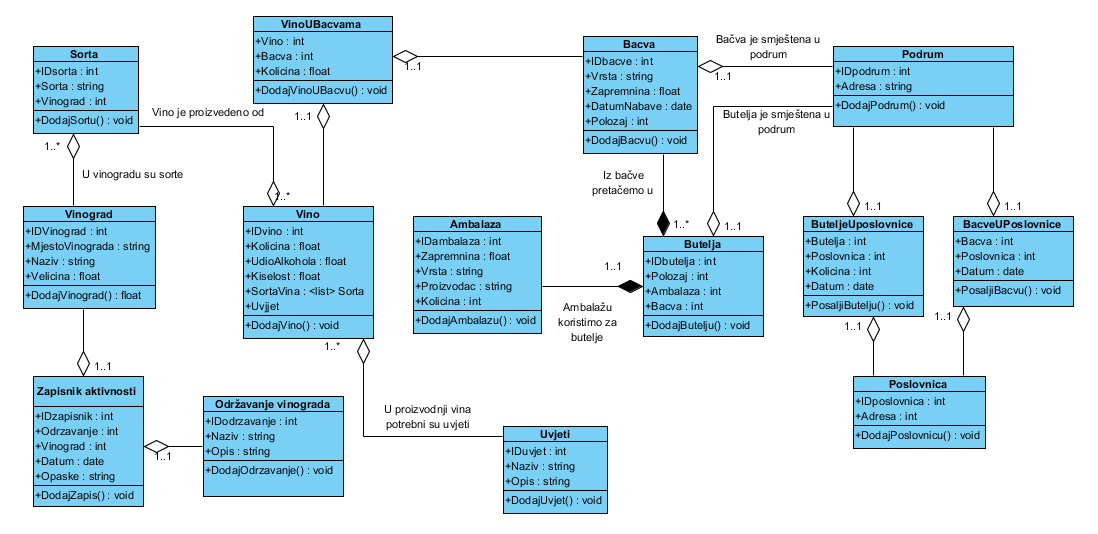 VinoUBacvama
+Vino : int
+Bacva : int
+Kolicina : float
+DodajVinoUBacvu() : void
1..1
1..1
Sorta
+IDsorta : int
+Sorta : string
+Vinograd : int
+DodajSortu() : void
1..*
Vino je proizvedeno od
1..*
U vinogradu su sorte
Bacva
+IDbacve : int
+Vrsta : string
+Zapremnina : float
+DatumNabave : date
+Polozaj : int
+DodajBacvu() : void
Bačva je smještena u
podrum
1..1
Podrum
+IDpodrum : int
+Adresa : string
+DodajPodrum() : void
Butelja je smještena u
podrum
Iz bačve
pretačemo u
1..*
1..1
1..1
1..1
Vinograd
+IDVinograd : int
+MjestoVinograda : string
+Naziv : string
+Velicina : float
+DodajVinograd() : float
1..1
Vino
+IDvino : int
+Kolicina : float
+UdioAlkohola : float
+Kiselost : float
+SortaVina : <list> Sorta
+Uvjjet
+DodajVino() : void
1..*
Ambalaza
+IDambalaza : int
+Zapremnina : float
+Vrsta : string
+Proizvodac : string
+Kolicina : int
+DodajAmbalazu() : void
1..1
Ambalažu
koristimo za
butelje
Butelja
+IDbutelja : int
+Polozaj : int
+Ambalaza : int
+Bacva : int
+DodajButelju() : void
ButeljeUposlovnice
+Butelja : int
+Poslovnica : int
+Kolicina : int
+Datum : date
+PosaljiButelju() : void
1..1
BacveUPoslovnice
+Bacva : int
+Poslovnica : int
+Datum : date
+PosaljiBacvu() : void
1..1
Zapisnik aktivnosti
+IDzapisnik : int
+Odrzavanje : int
+Vinograd : int
+Datum : date
+Opaske : string
+DodajZapis() : void
1..1
Održavanje vinograda
+IDodrzavanje : int
+Naziv : string
+Opis : string
+DodajOdrzavanje() : void
U proizvodnji vina
potrebni su uvjeti
Uvjeti
+IDuvjet : int
+Naziv : string
+Opis : string
+DodajUvjet() : void
Poslovnica
+IDposlovnica : int
+Adresa : int
+DodajPoslovnicu() : void